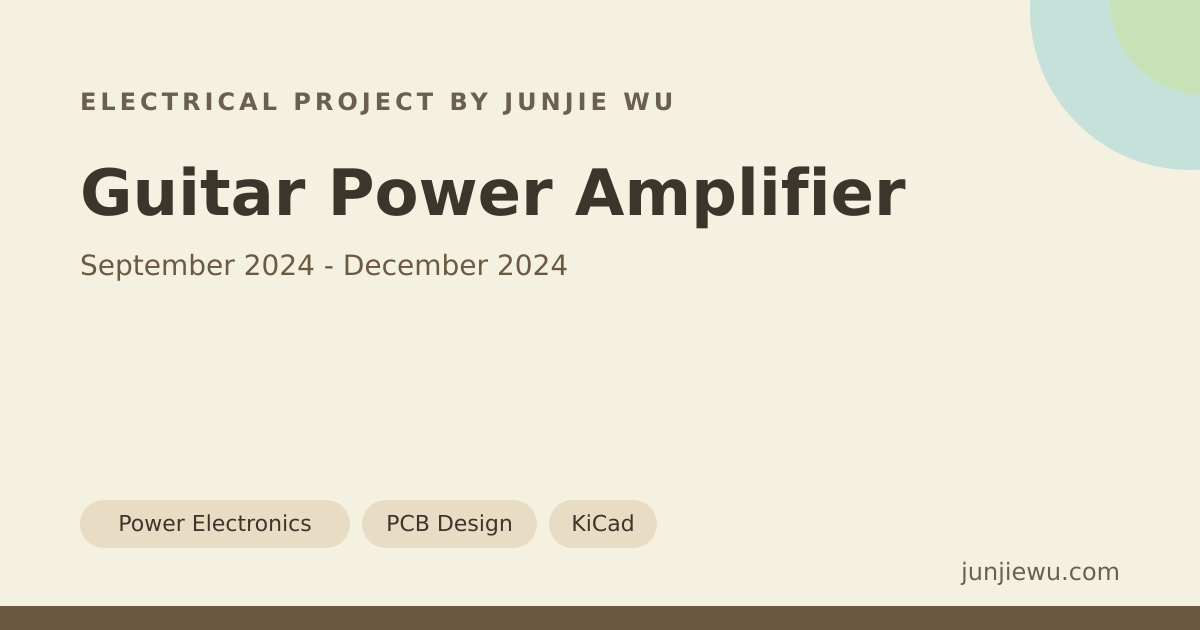 ELECTRICAL PROJECT BY JUNJIE WU
Guitar Power Amplifier
September 2024 - December 2024
Power Electronics PCB Design KiCad
junjiewu.com